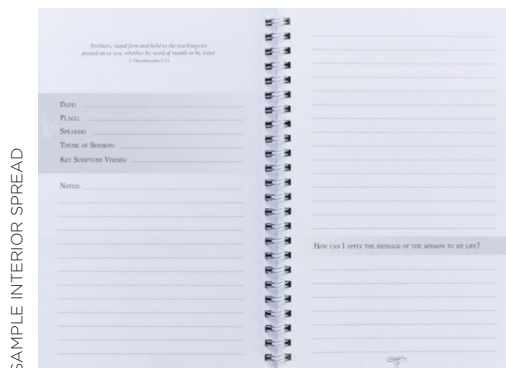 SAMPLE INTERIOR SPREAD
Brothers, stand firm and hold to the teachings we
passed on to you, whether by word of mouth or by letter.
2 Thessalonians 2:15
Date:
Place:
Speaker:
Theme of Sermon:
Key Scripture Verses:
Notes:
How can I apply the message of the sermon to my life?